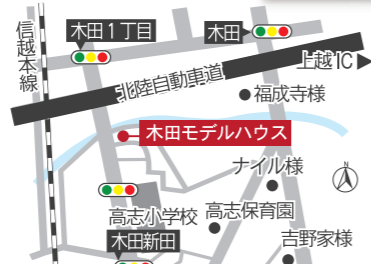 信越本線
木田1丁目
木田
北陸自動車道
上越IC▶
福成寺様
木田モデルハウス
ナイル様
N
高志小学校
高志保育園
木田新田
吉野家様